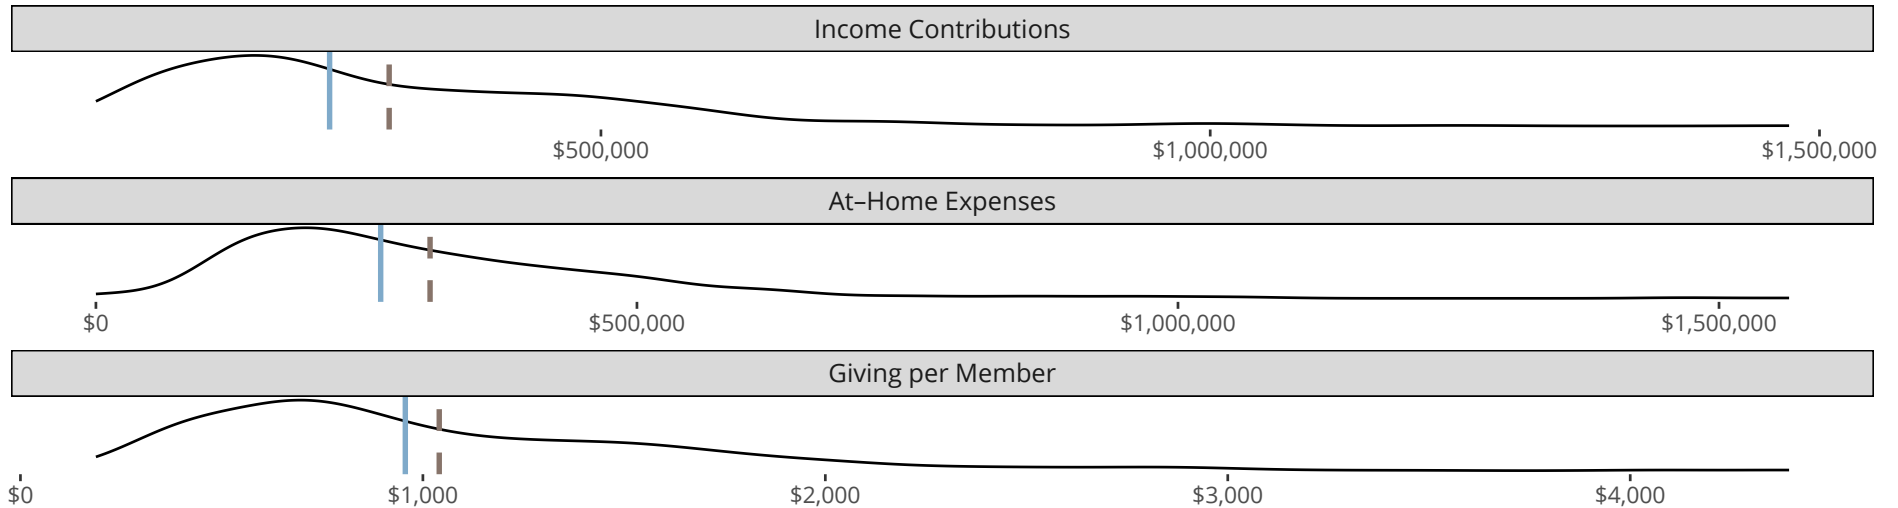 Income Contributions
$500,000 $1,000,000 $1,500,000
At–Home Expenses
$0 $500,000 $1,000,000 $1,500,000
Giving per Member
$0 $1,000 $2,000 $3,000 $4,000